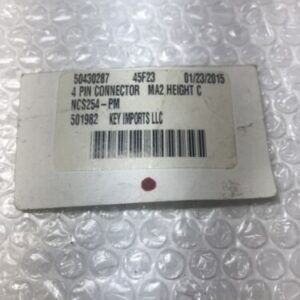 50430287 45F23 01/23/2015
4 PIN CONNECTOR MA2 HEIGHT C
NCS254-PM
501982 KEY IMPORTS LLC